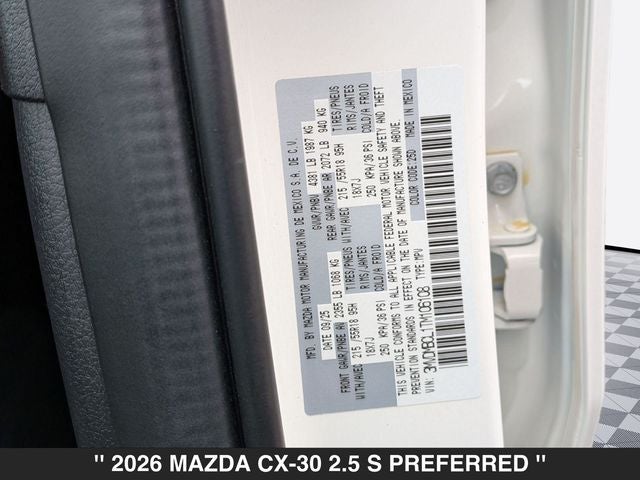 MFD. BY MAZDA MOTOR MANUFACTURING DE MEXICO S.A. DE C.V.
DATE 09/25 GVWR/PNBV 4381 LB 1987 KG
FRONT GAWR/PNBE AV 2355 LB 1068 KG REAR GAWR/PNBE AR 2072 LB 940 KG
TIRES/PNEUS TIRES/PNEUS
WITH/AVEC 215 /55R18 95H WITH/AVEC 215 /55R18 95H
RIMS/JANTES RIMS/JANTES
18X7J 18X7J
COLD/A FROID COLD/A FROID
250 KPA/36 PSI 250 KPA/36 PSI
THIS VEHICLE CONFORMS TO ALL APPLICABLE FEDERAL MOTOR VEHICLE SAFETY AND THEFT
PREVENTION STANDARDS IN EFFECT ON THE DATE OF MANUFACTURE SHOWN ABOVE.
VIN: 3MVDMBCL1TM106108 TYPE:MPV COLOR CODE:25D MADE IN MEXICO
" 2026 MAZDA CX-30 2.5 S PREFERRED "